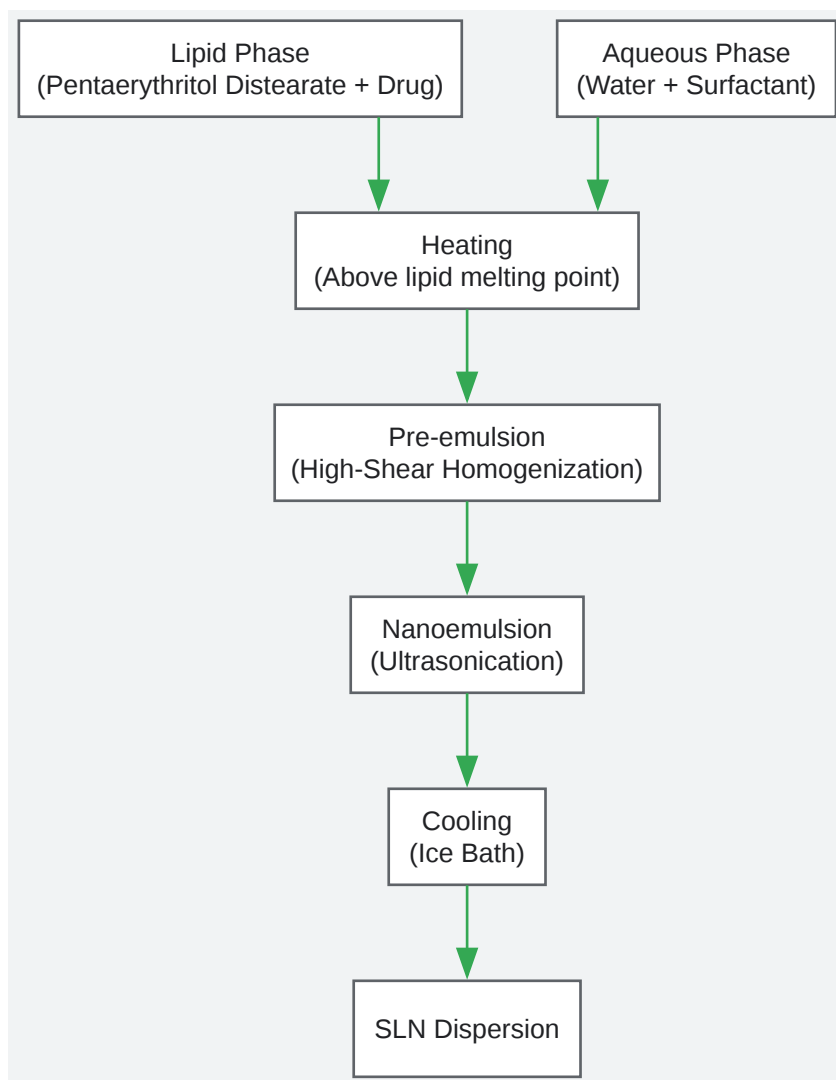 Lipid Phase
(Pentaerythritol Distearate + Drug)
Aqueous Phase
(Water + Surfactant)
Heating
(Above lipid melting point)
Pre-emulsion
(High-Shear Homogenization)
Nanoemulsion
(Ultrasonication)
Cooling
(Ice Bath)
SLN Dispersion